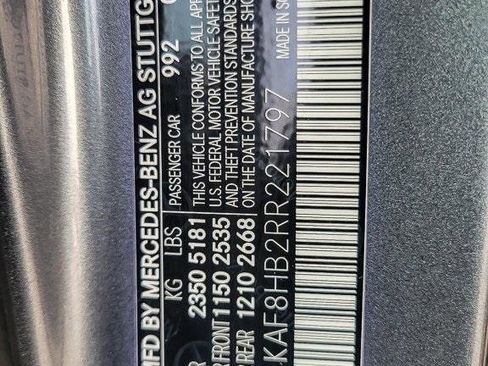 MFD BY MERCEDES-BENZ AG STUTTG
PASSENGER CAR 992
KG LBS
2350 5181
FRONT 1150 2535
REAR 1210 2668
THIS VEHICLE CONFORMS TO ALL APP
U.S. FEDERAL MOTOR VEHICLE SAFET
AND THEFT PREVENTION STANDARDS
ON THE DATE OF MANUFACTURE SHO
MADE IN
KAF8HB2RR221797